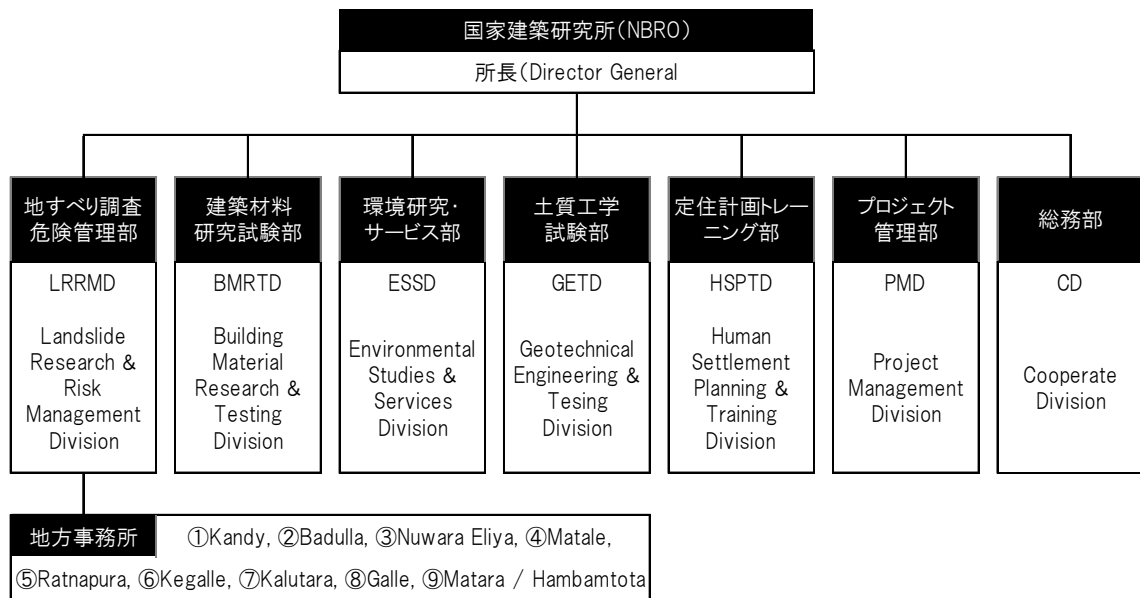 国家建築研究所(NBRO)
所長(Director General
地すべり調査
危険管理部
LRRMD
Landslide
Research &
Risk
Management
Division
建築材料
研究試験部
BMRTD
Building
Material
Research &
Testing
Division
環境研究・
サービス部
ESSD
Environmental
Studies &
Services
Division
土質工学
試験部
GETD
Geotechnical
Engineering &
Tesing
Division
定住計画トレー
ニング部
HSPTD
Human
Settlement
Planning &
Training
Division
プロジェクト
管理部
PMD
Project
Management
Division
総務部
CD
Cooperate
Division
地方事務所 ①Kandy, ②Badulla, ③Nuwara Eliya, ④Matale,
⑤Ratnapura, ⑥Kegalle, ⑦Kalutara, ⑧Galle, ⑨Matara / Hambamtota